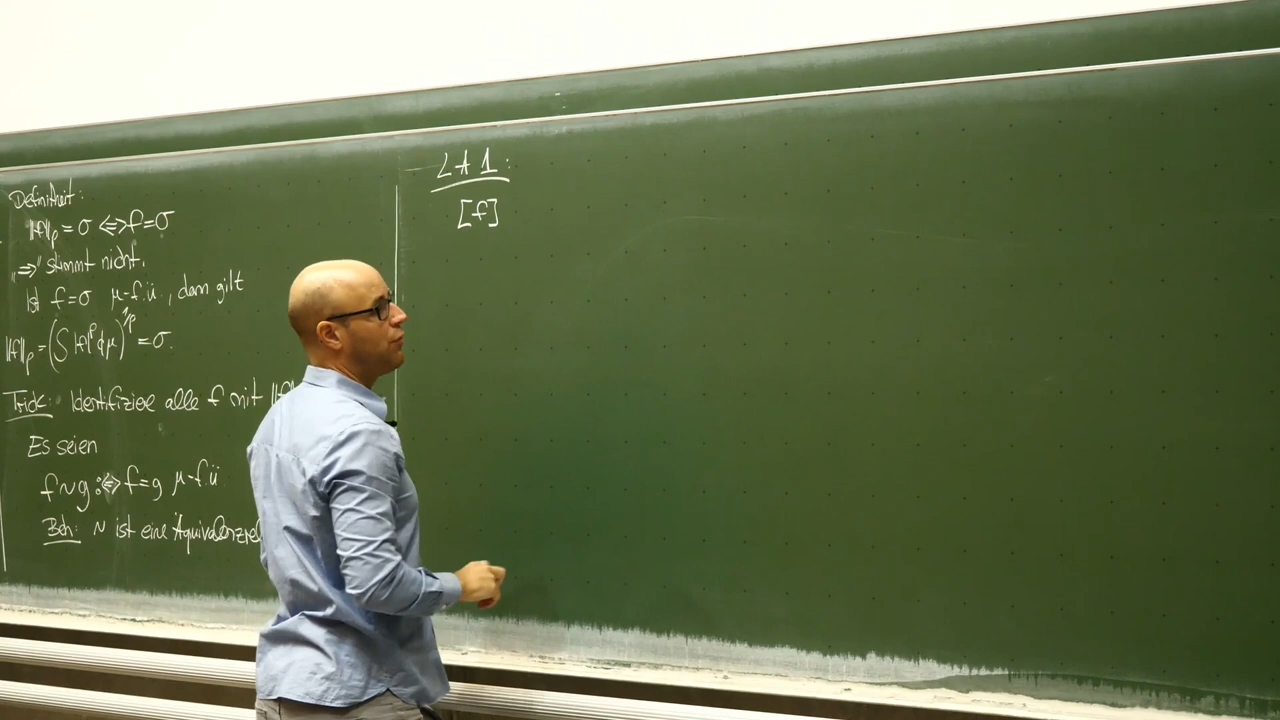 Definitheit:
‖f‖ₚ = 0 ⇔ f = 0
„⇒" stimmt nicht.
Ist f = 0 μ-f.ü., dann gilt
‖f‖ₚ = (∫ |f|ᵖ dμ)^{1/p} = 0.
Trick: Identifiziere alle f mit
Es seien
f ~ g :⇔ f = g μ-f.ü
Beh: ~ ist eine Äquivalenzrel
LA 1:
[f]